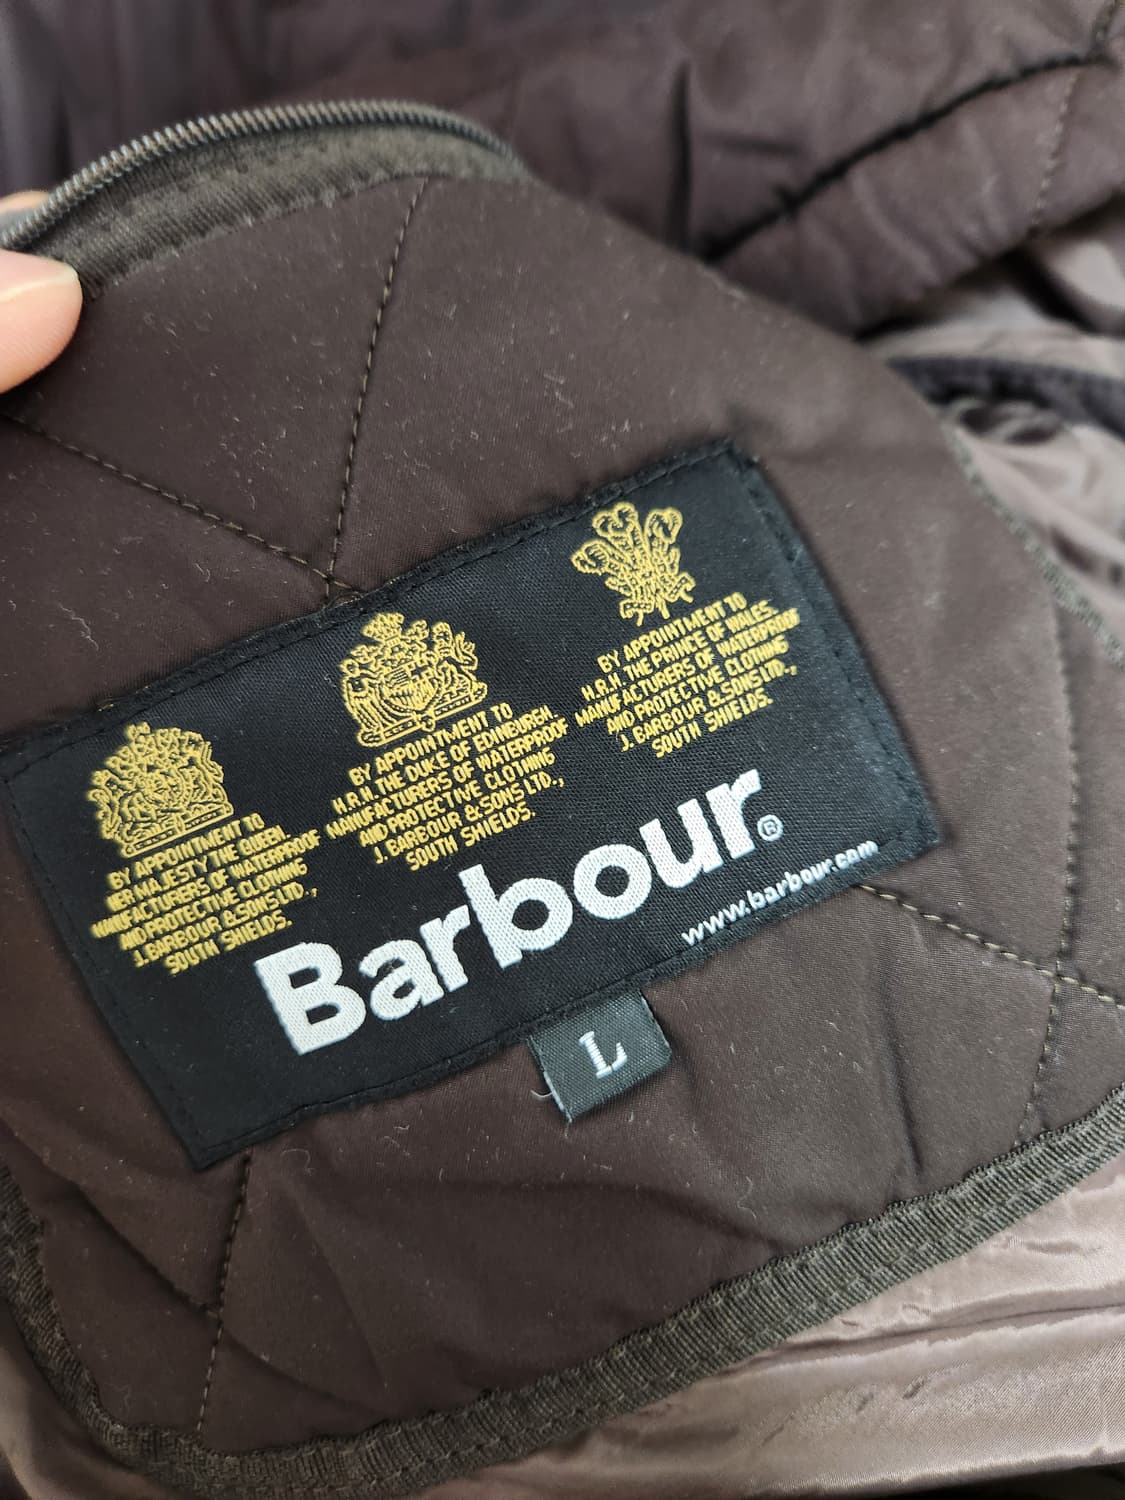 BY APPOINTMENT TO
HER MAJESTY THE QUEEN.
MANUFACTURERS OF WATERPROOF
AND PROTECTIVE CLOTHING
J. BARBOUR & SONS LTD.,
SOUTH SHIELDS.
BY APPOINTMENT TO
H.R.H. THE DUKE OF EDINBURGH.
MANUFACTURERS OF WATERPROOF
AND PROTECTIVE CLOTHING
J. BARBOUR & SONS LTD.,
SOUTH SHIELDS.
BY APPOINTMENT TO
H.R.H. THE PRINCE OF WALES.
MANUFACTURERS OF WATERPROOF
AND PROTECTIVE CLOTHING
J. BARBOUR & SONS LTD.,
SOUTH SHIELDS.
Barbour®
www.barbour.com
L